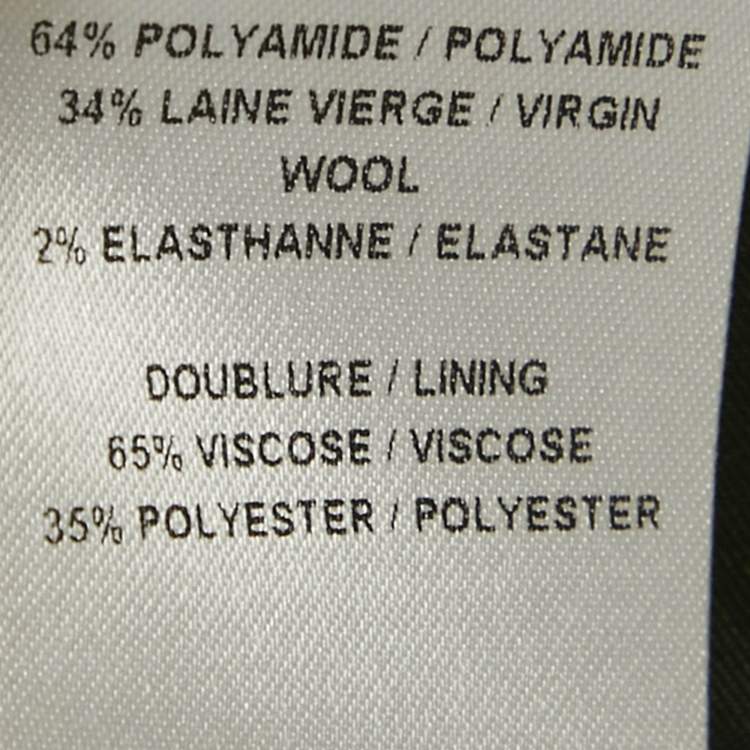 64% POLYAMIDE / POLYAMIDE
34% LAINE VIERGE / VIRGIN
WOOL
2% ELASTHANNE / ELASTANE
DOUBLURE / LINING
65% VISCOSE / VISCOSE
35% POLYESTER / POLYESTER